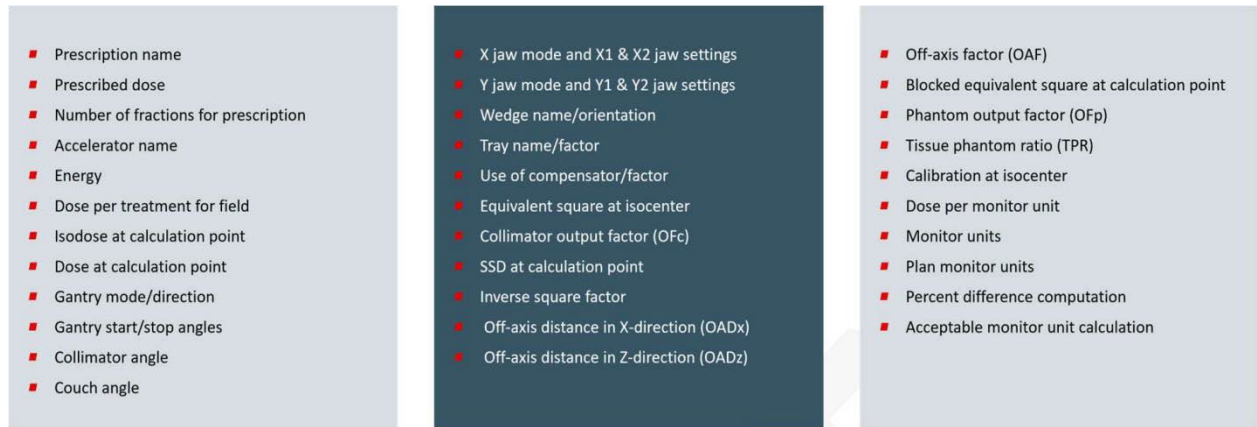 Prescription name
Prescribed dose
Number of fractions for prescription
Accelerator name
Energy
Dose per treatment for field
Isodose at calculation point
Dose at calculation point
Gantry mode/direction
Gantry start/stop angles
Collimator angle
Couch angle
X jaw mode and X1 & X2 jaw settings
Y jaw mode and Y1 & Y2 jaw settings
Wedge name/orientation
Tray name/factor
Use of compensator/factor
Equivalent square at isocenter
Collimator output factor (OFc)
SSD at calculation point
Inverse square factor
Off-axis distance in X-direction (OADx)
Off-axis distance in Z-direction (OADz)
Off-axis factor (OAF)
Blocked equivalent square at calculation point
Phantom output factor (OFp)
Tissue phantom ratio (TPR)
Calibration at isocenter
Dose per monitor unit
Monitor units
Plan monitor units
Percent difference computation
Acceptable monitor unit calculation